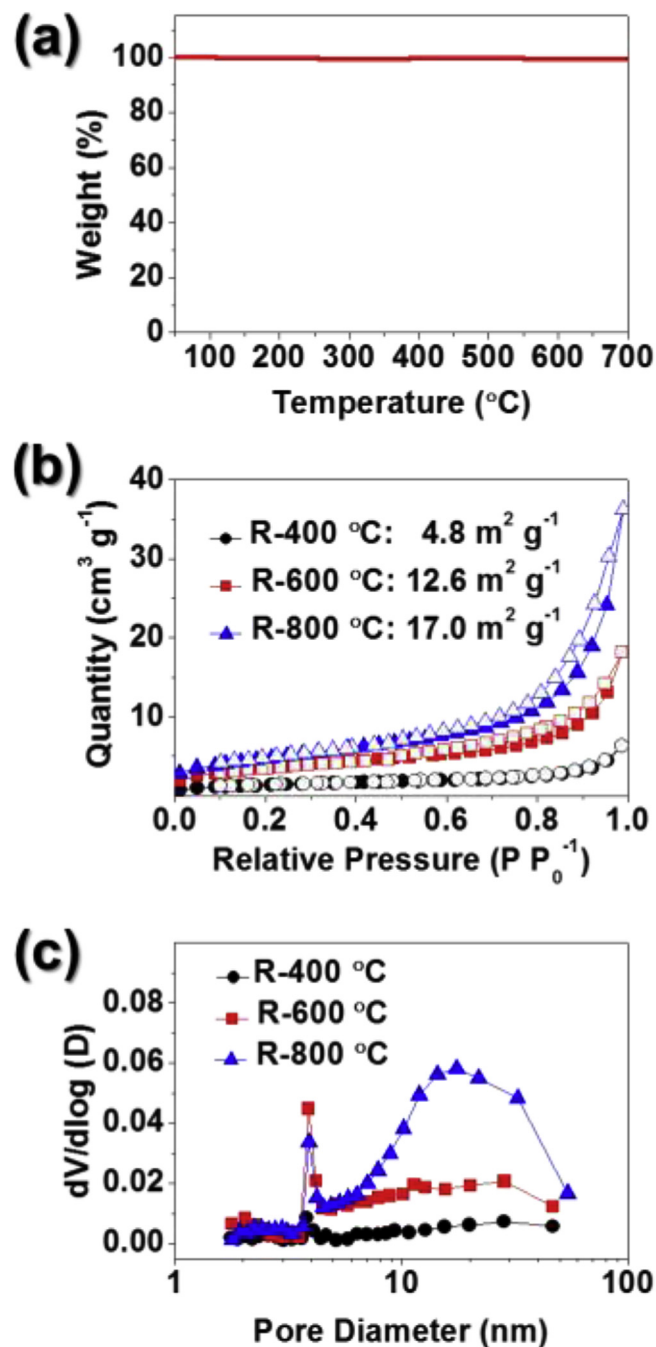 (a)
100
80
60
40
20
0
Weight (%)
100 200 300 400 500 600 700
Temperature (°C)
(b)
40
30
20
10
Quantity (cm³ g⁻¹)
R-400 °C: 4.8 m² g⁻¹
R-600 °C: 12.6 m² g⁻¹
R-800 °C: 17.0 m² g⁻¹
0.0 0.2 0.4 0.6 0.8 1.0
Relative Pressure (P P₀⁻¹)
(c)
0.08
0.06
0.04
0.02
0.00
dV/dlog (D)
R-400 °C
R-600 °C
R-800 °C
1 10 100
Pore Diameter (nm)